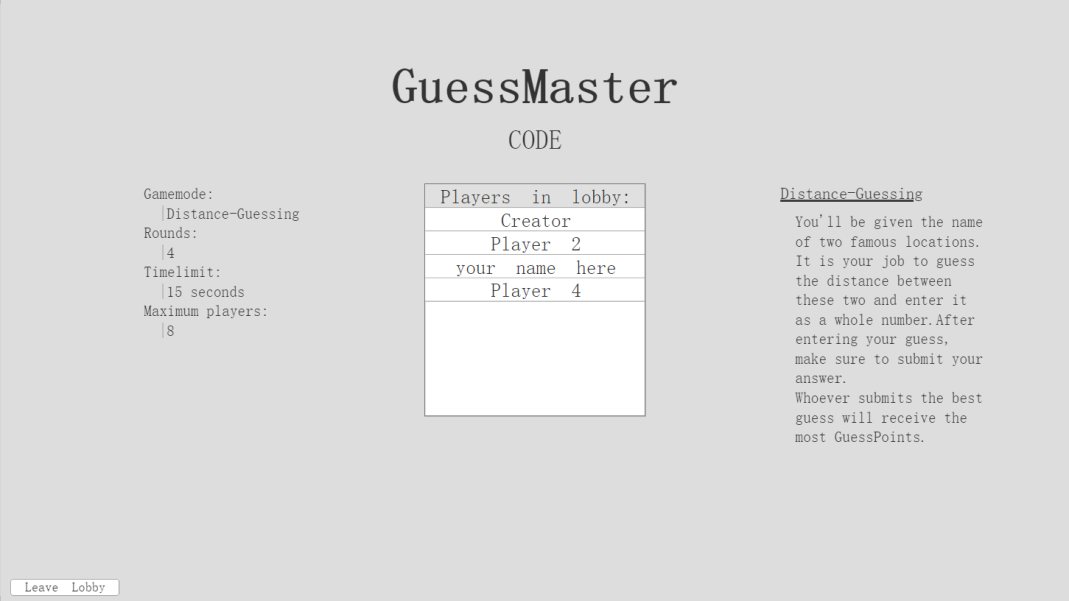 GuessMaster
CODE
Gamemode:
Distance-Guessing
Rounds:
4
Timelimit:
15 seconds
Maximum players:
8
Players in lobby:
Creator
Player 2
your name here
Player 4
Distance-Guessing
You'll be given the name
of two famous locations.
It is your job to guess
the distance between
these two and enter it
as a whole number.After
entering your guess,
make sure to submit your
answer.
Whoever submits the best
guess will receive the
most GuessPoints.
Leave Lobby